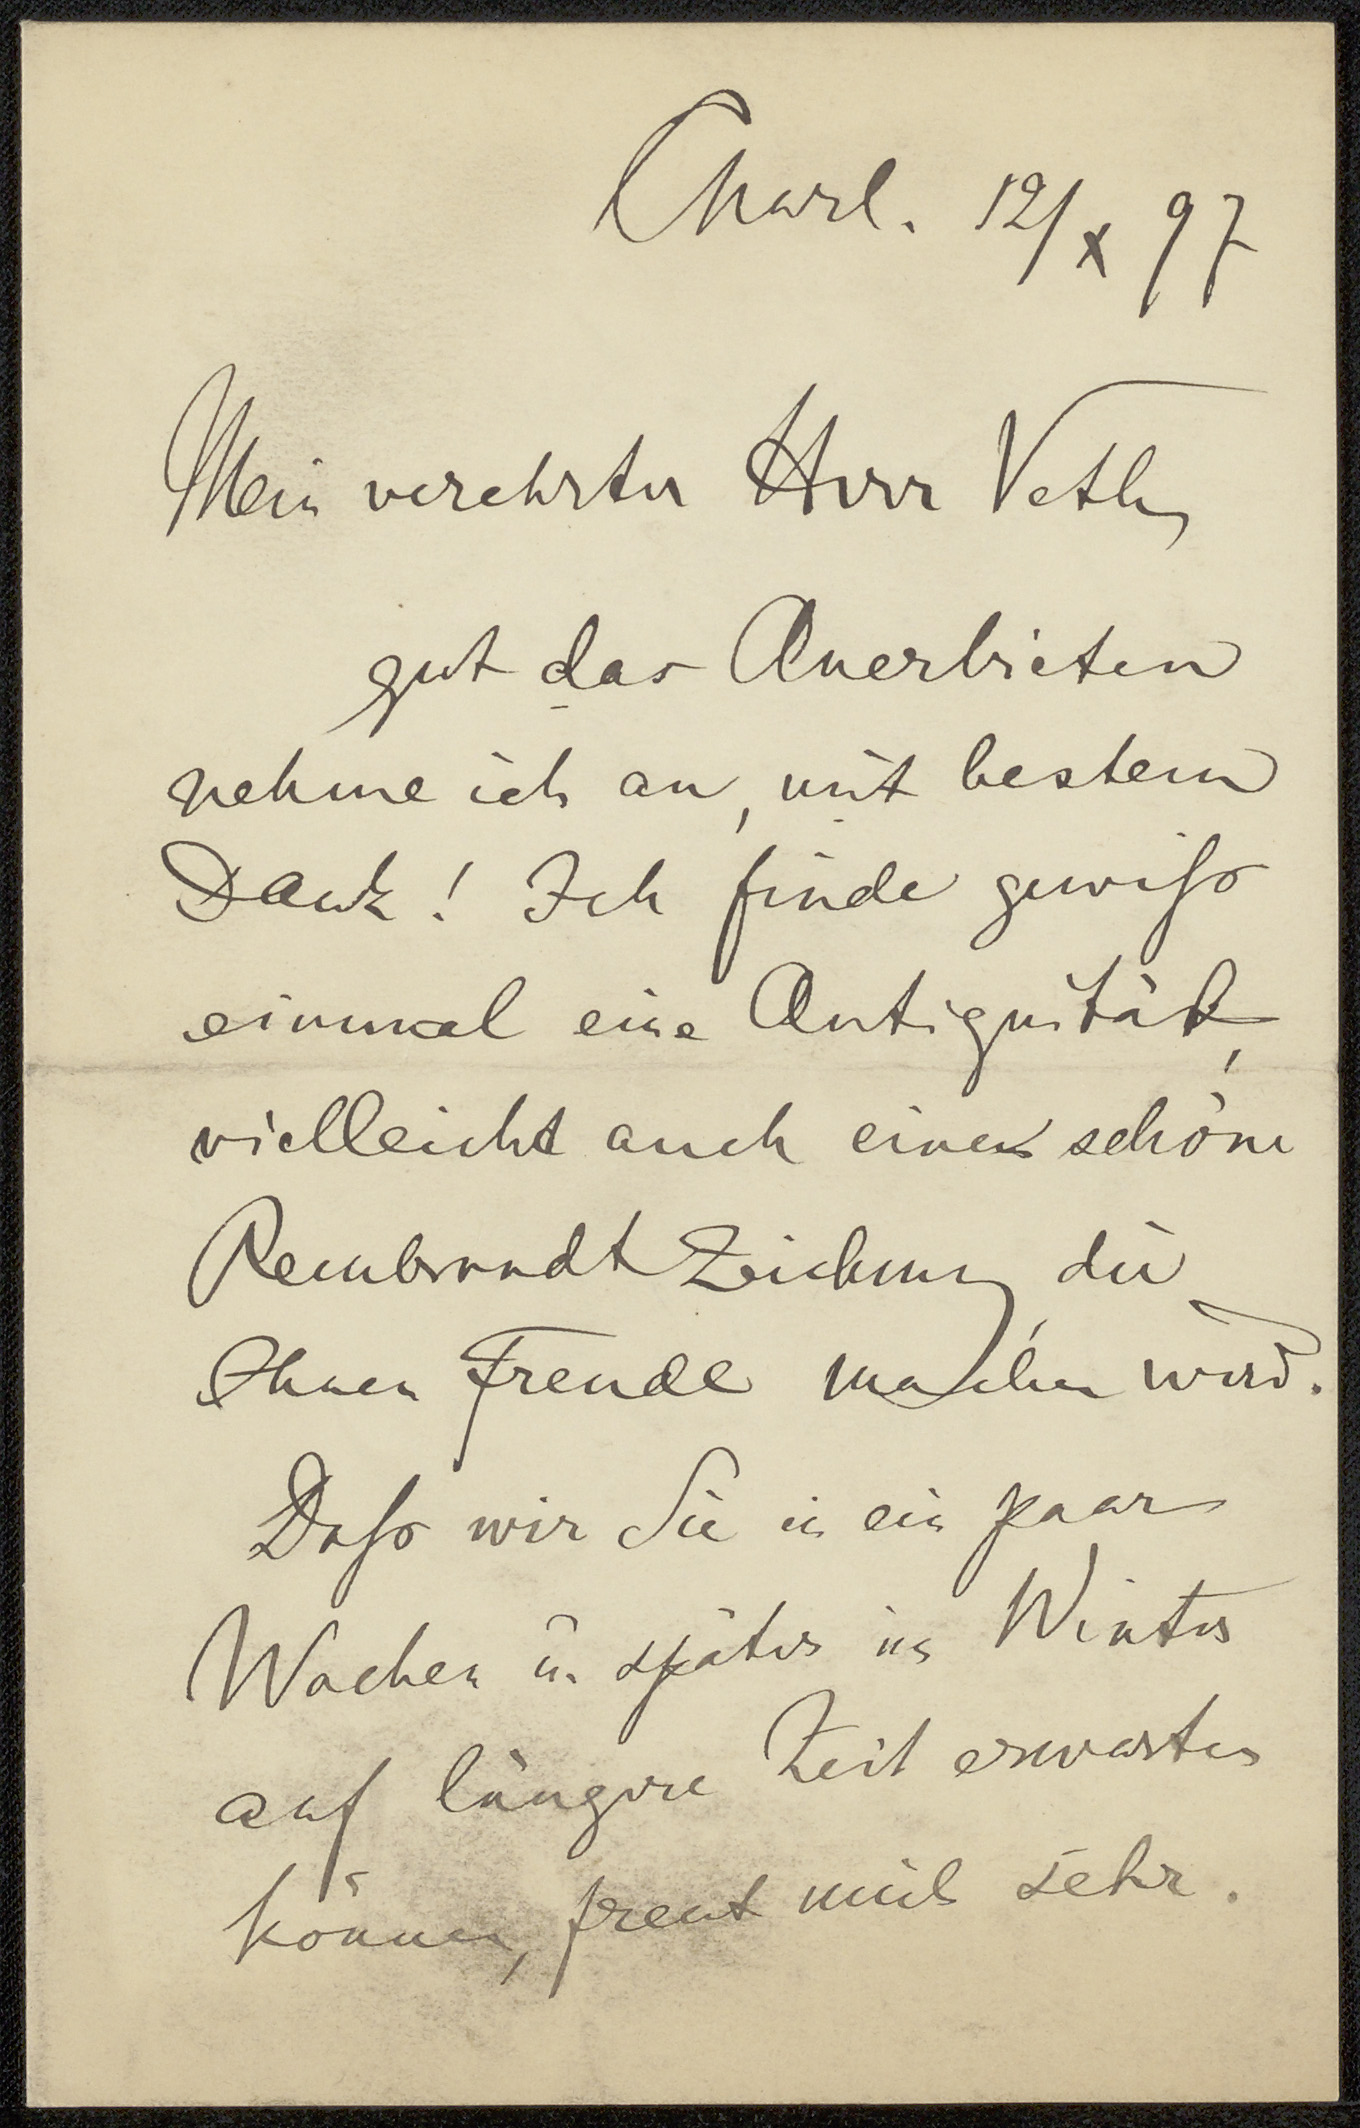 Charl. 12/X 97
Mein verehrter Herr Veth,
gut das Anerbieten
nehme ich an, mit bestem
Dank! Ich finde gewiß
einmal eine Antiquität,
vielleicht auch eine schöne
Rembrandt Zeichnung, die
Ihnen Freude machen wird.
Daß wir Sie in ein paar
Wochen u. später im Winter
auf längere Zeit erwarten
können, freut mich sehr.